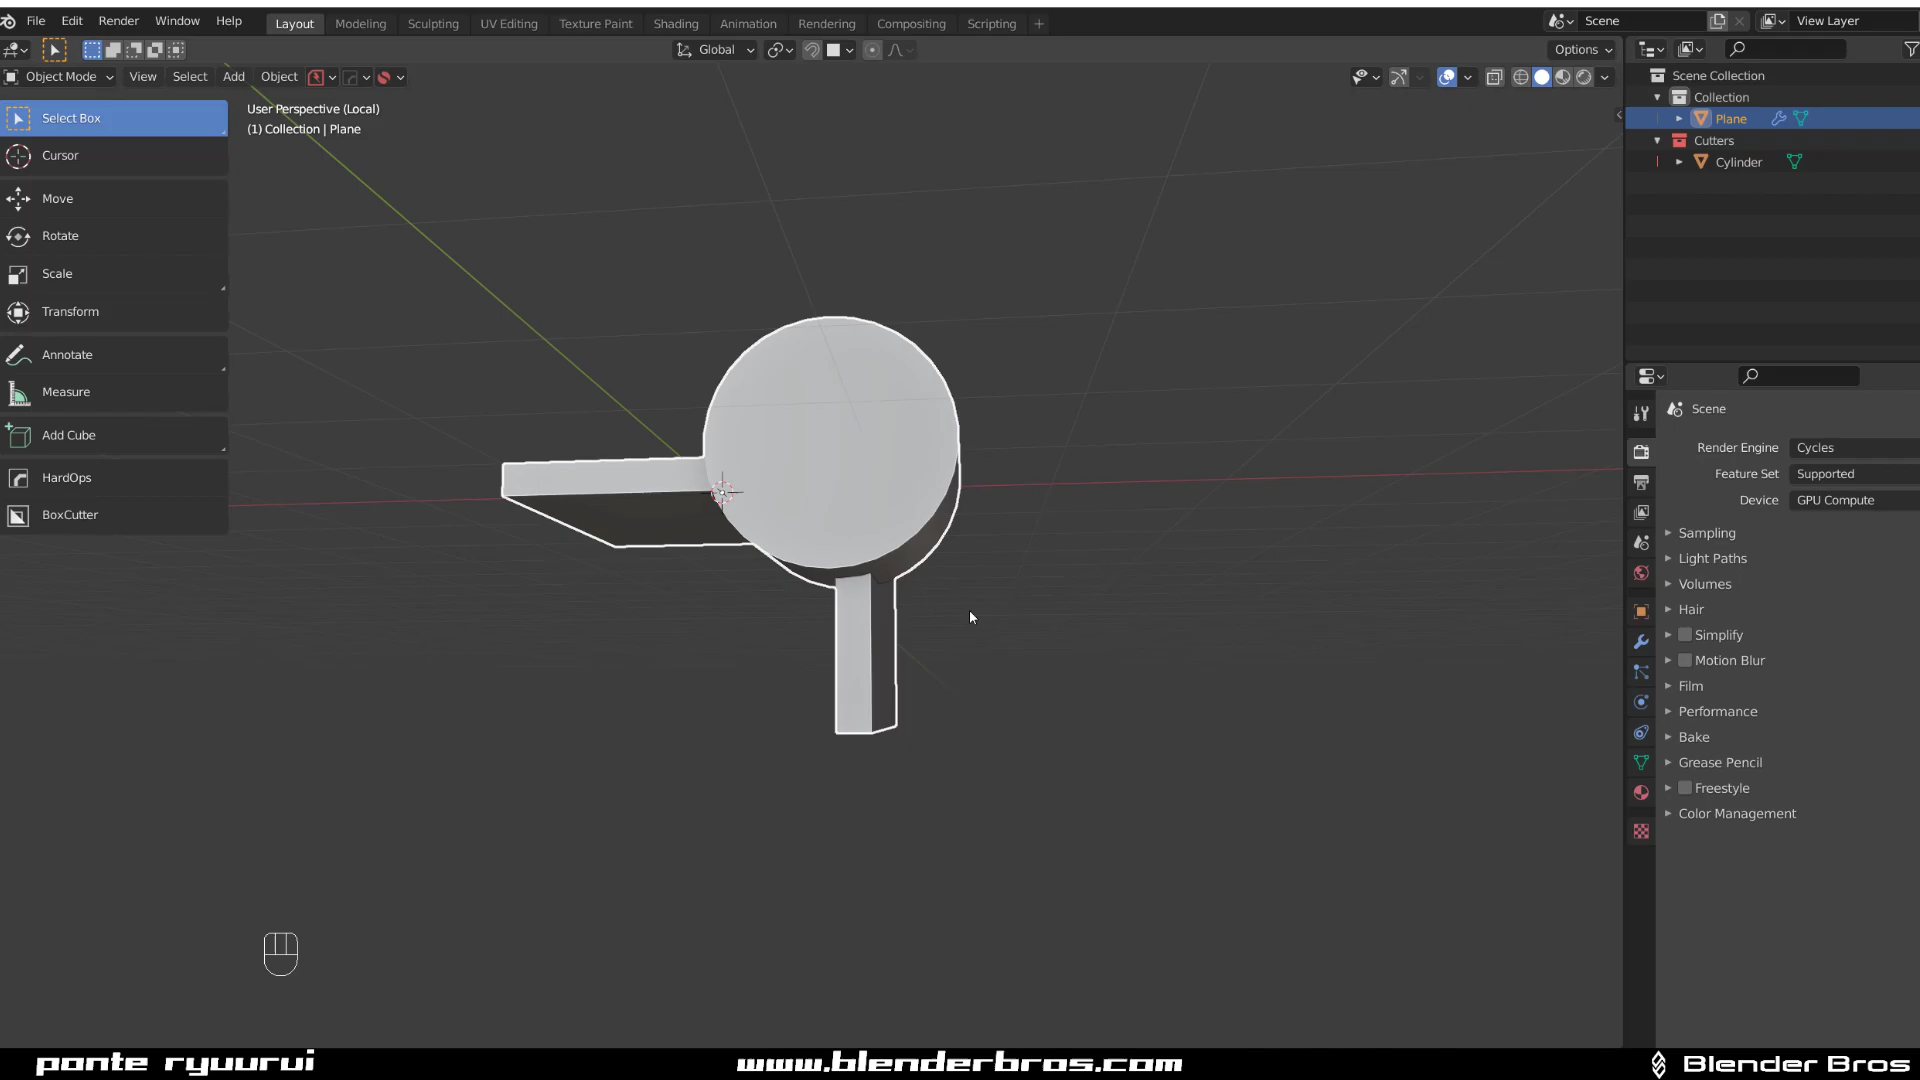 File Edit Render Window Help
Layout Modeling Sculpting UV Editing Texture Paint Shading Animation Rendering Compositing Scripting +
Scene
View Layer
Global
Options
Object Mode View Select Add Object
User Perspective (Local)
(1) Collection | Plane
Select Box
Cursor
Move
Rotate
Scale
Transform
Annotate
Measure
Add Cube
HardOps
BoxCutter
Scene Collection
Collection
Plane
Cutters
Cylinder
Scene
Render Engine Cycles
Feature Set Supported
Device GPU Compute
Sampling
Light Paths
Volumes
Hair
Simplify
Motion Blur
Film
Performance
Bake
Grease Pencil
Freestyle
Color Management
ponte ryuurui
www.blenderbros.com
Blender Bros